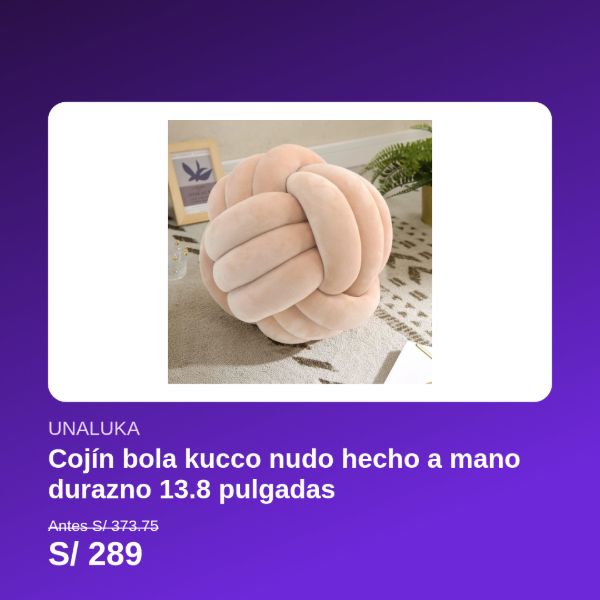 UNALUKA
Cojín bola kucco nudo hecho a mano
durazno 13.8 pulgadas
Antes S/ 373.75
S/ 289